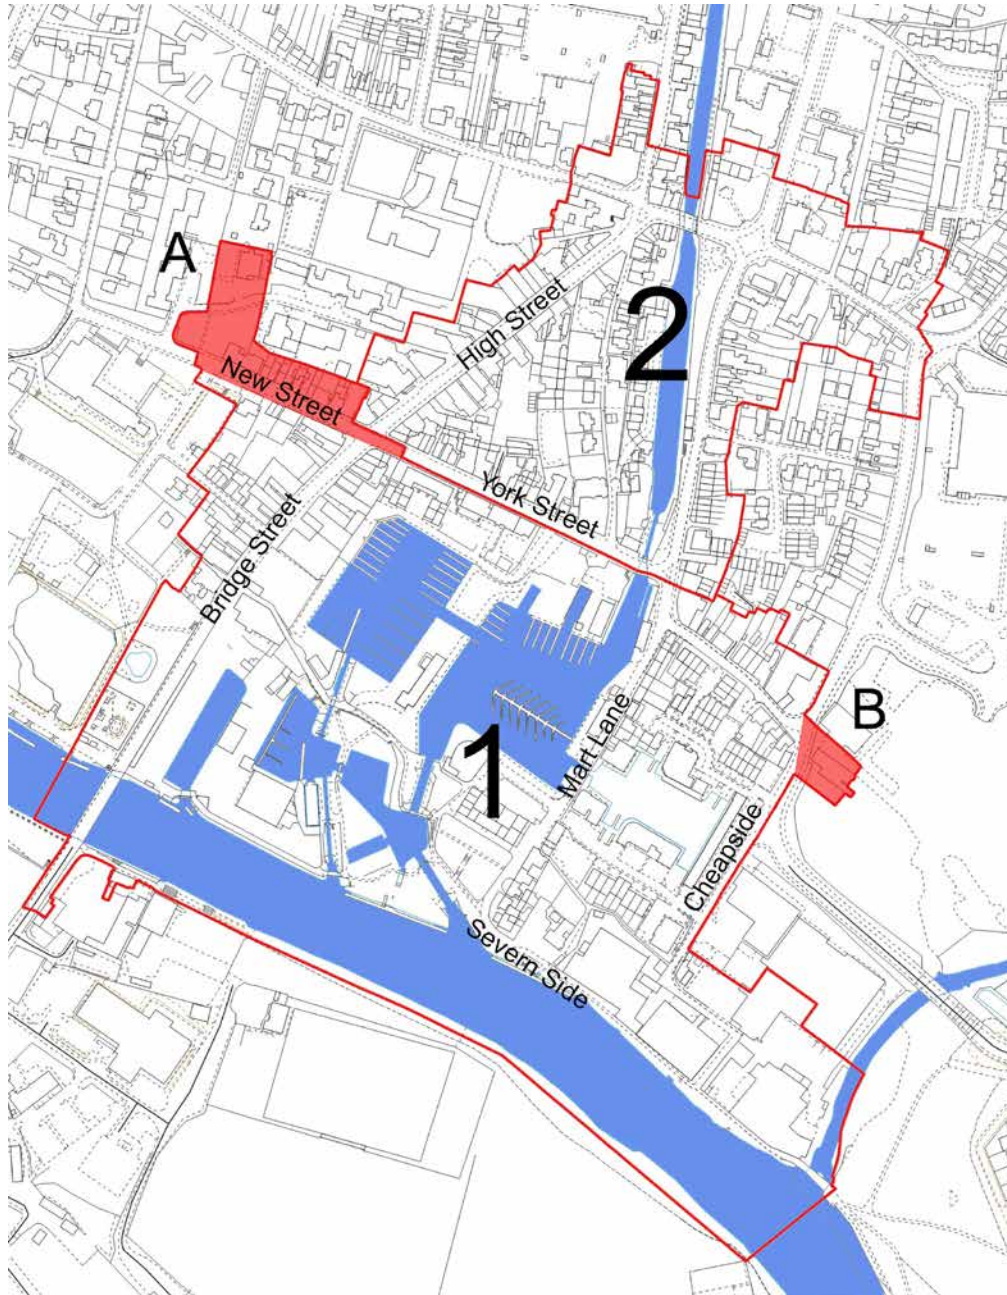 A
2
High Street
New Street
York Street
Bridge Street
B
1
Mart Lane
Cheapside
Severn Side